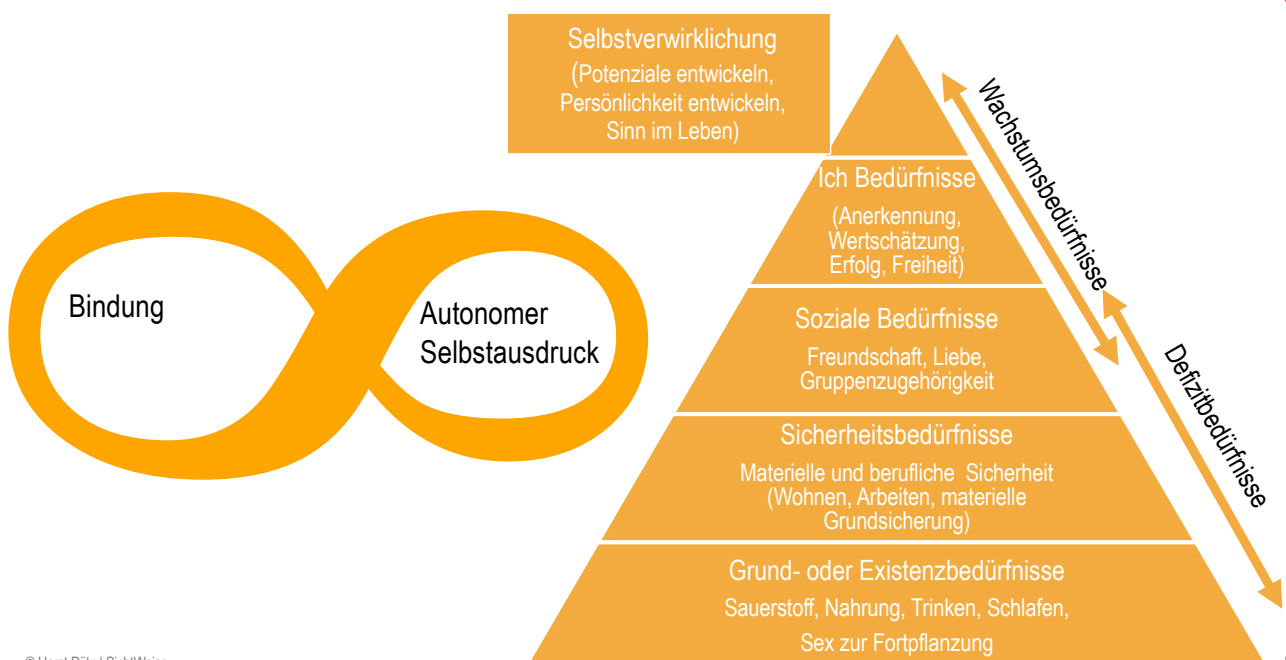 Selbstverwirklichung
(Potenziale entwickeln,
Persönlichkeit entwickeln,
Sinn im Leben)
Bindung
Autonomer
Selbstausdruck
Ich Bedürfnisse
(Anerkennung,
Wertschätzung,
Erfolg, Freiheit)
Soziale Bedürfnisse
Freundschaft, Liebe,
Gruppenzugehörigkeit
Sicherheitsbedürfnisse
Materielle und berufliche Sicherheit
(Wohnen, Arbeiten, materielle
Grundsicherung)
Grund- oder Existenzbedürfnisse
Sauerstoff, Nahrung, Trinken, Schlafen,
Sex zur Fortpflanzung
Wachstumsbedürfnisse
Defizitbedürfnisse